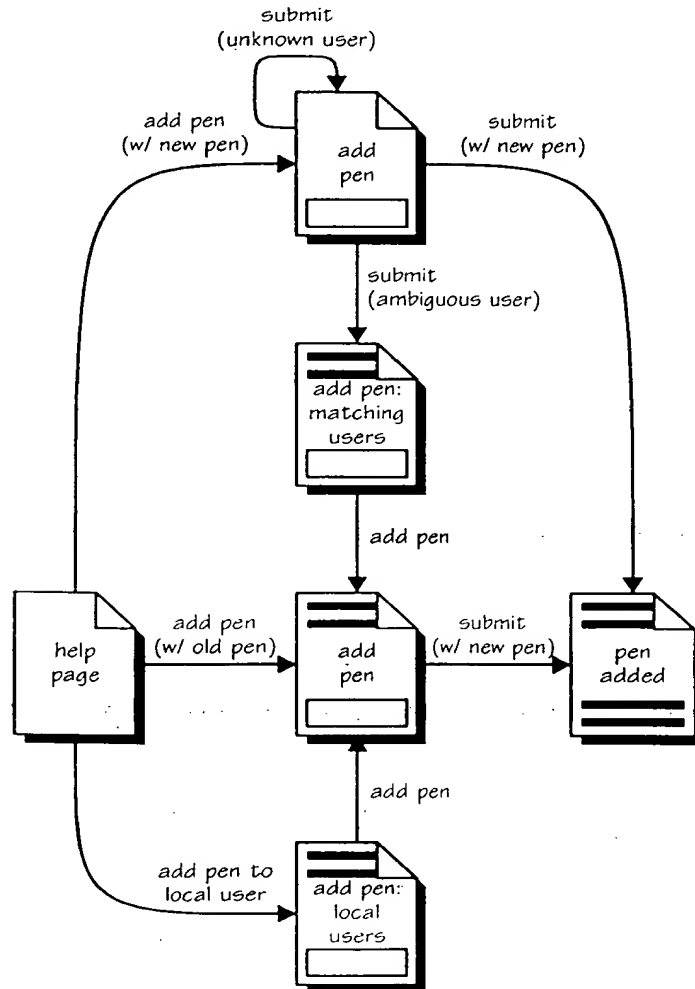 submit
(unknown user)
add pen
(w/ new pen)
submit
(w/ new pen)
add
pen
submit
(ambiguous user)
add pen:
matching
users
add pen
help
page
add pen
(w/ old pen)
add
pen
submit
(w/ new pen)
pen
added
add pen
add pen to
local user
add pen:
local
users